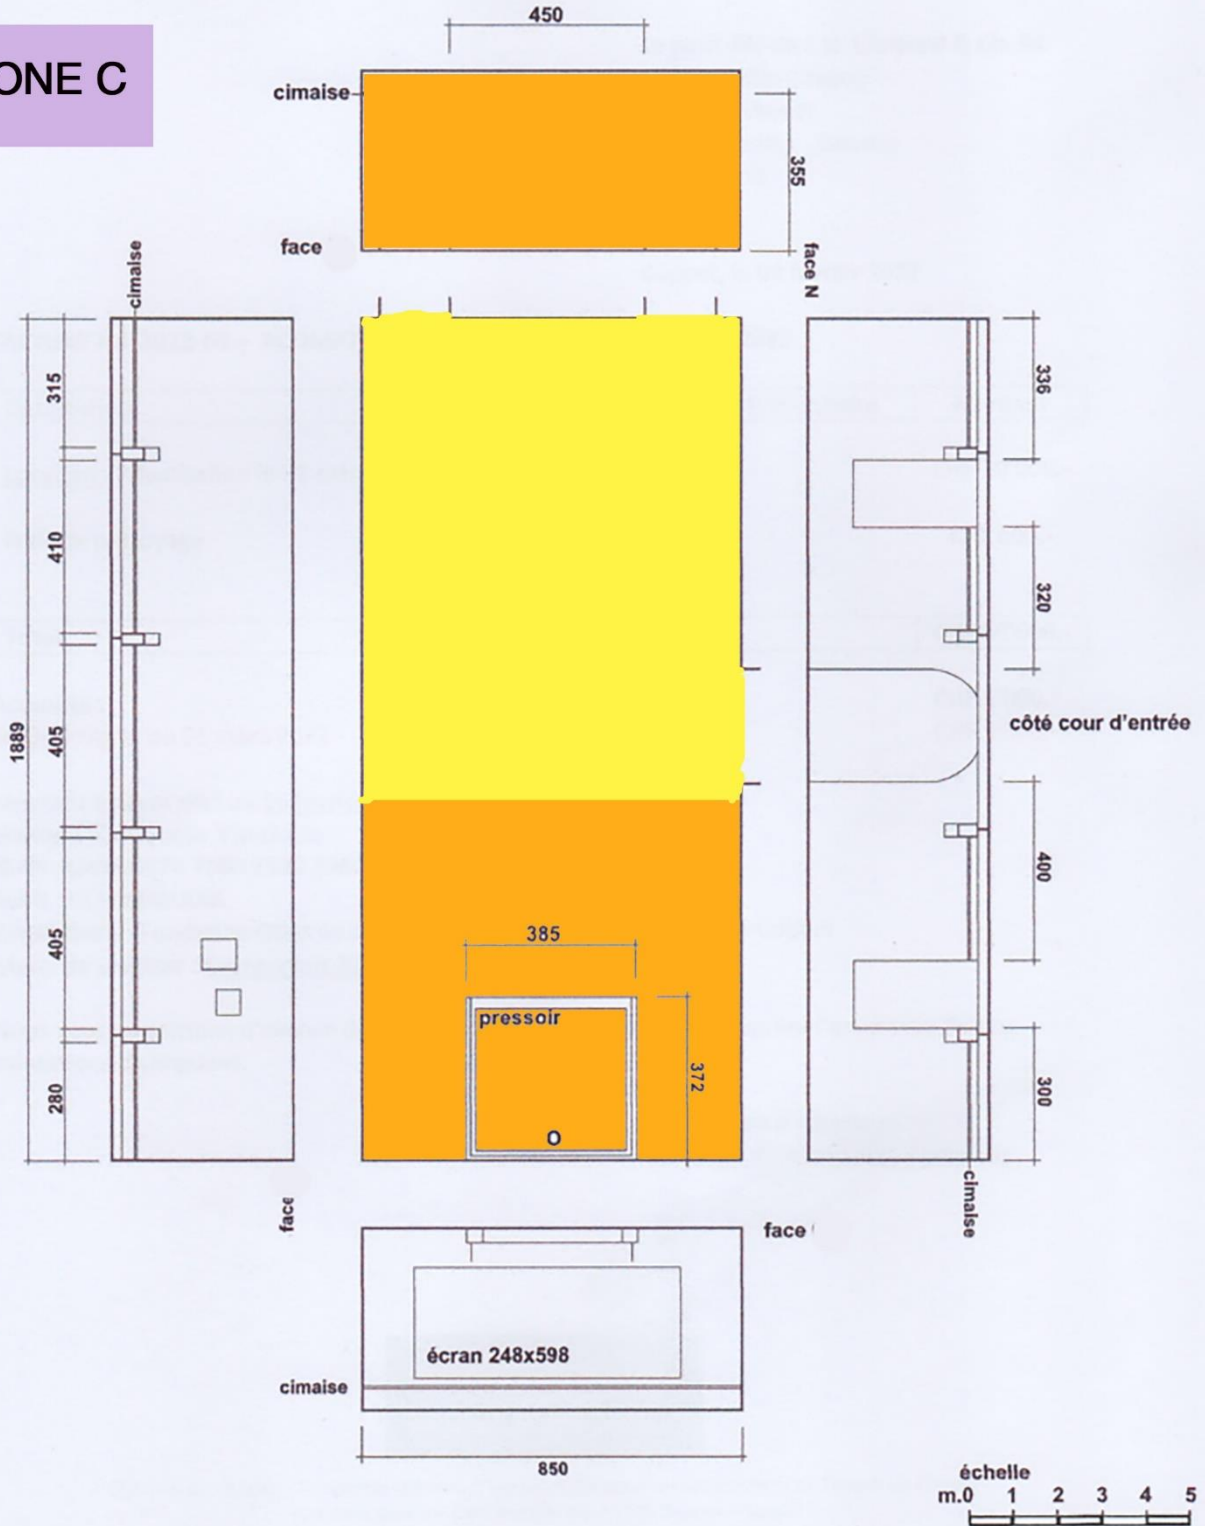 ONE C
450
cimaise
355
face
face N
cimaise
315
336
410
320
1889
405
côté cour d'entrée
400
405
385
pressoir
372
280
O
300
face
cimaise
face
écran 248x598
cimaise
850
échelle
m.0 1 2 3 4 5